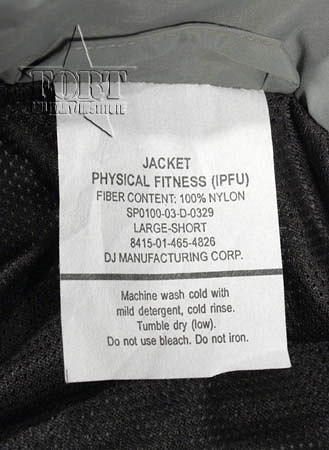 FORT
JACKET
PHYSICAL FITNESS (IPFU)
FIBER CONTENT: 100% NYLON
SP0100-03-D-0329
LARGE-SHORT
8415-01-465-4826
DJ MANUFACTURING CORP.
Machine wash cold with
mild detergent, cold rinse.
Tumble dry (low).
Do not use bleach. Do not iron.